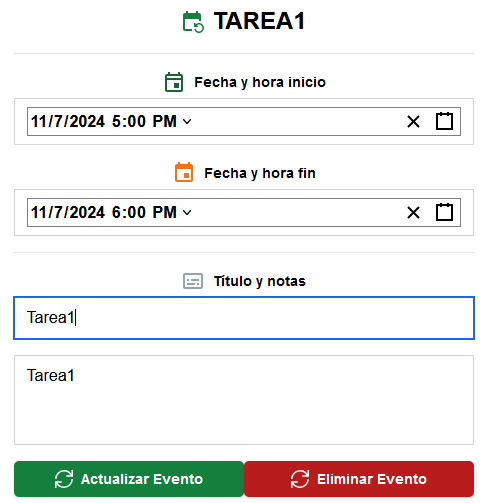 TAREA1
Fecha y hora inicio
11/7/2024 5:00 PM
Fecha y hora fin
11/7/2024 6:00 PM
Título y notas
Tarea1
Tarea1
Actualizar Evento
Eliminar Evento